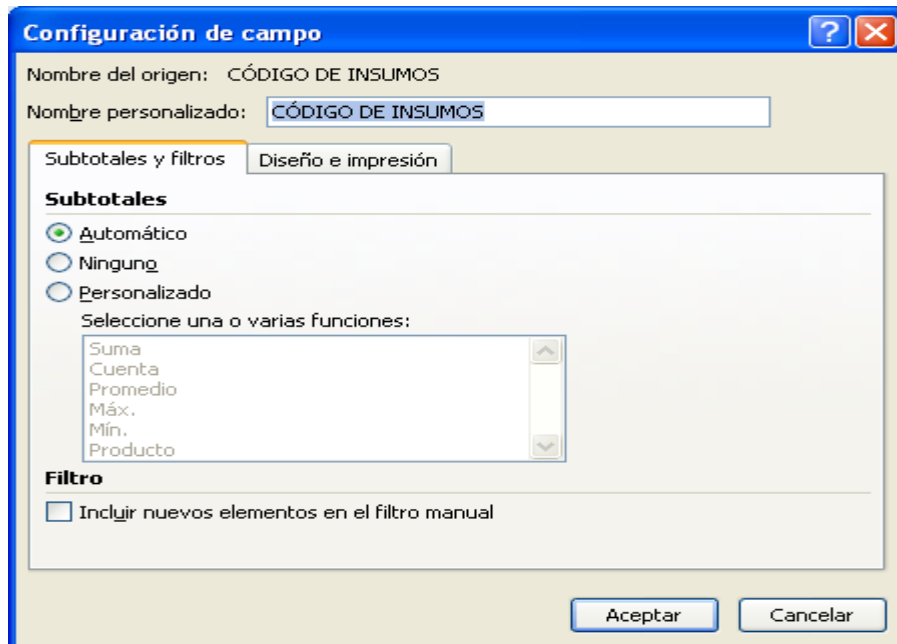 Configuración de campo
Nombre del origen: CÓDIGO DE INSUMOS
Nombre personalizado: CÓDIGO DE INSUMOS
Subtotales y filtros Diseño e impresión
Subtotales
Automático
Ninguno
Personalizado
Seleccione una o varias funciones:
Suma
Cuenta
Promedio
Máx.
Mín.
Producto
Filtro
Incluir nuevos elementos en el filtro manual
Aceptar Cancelar